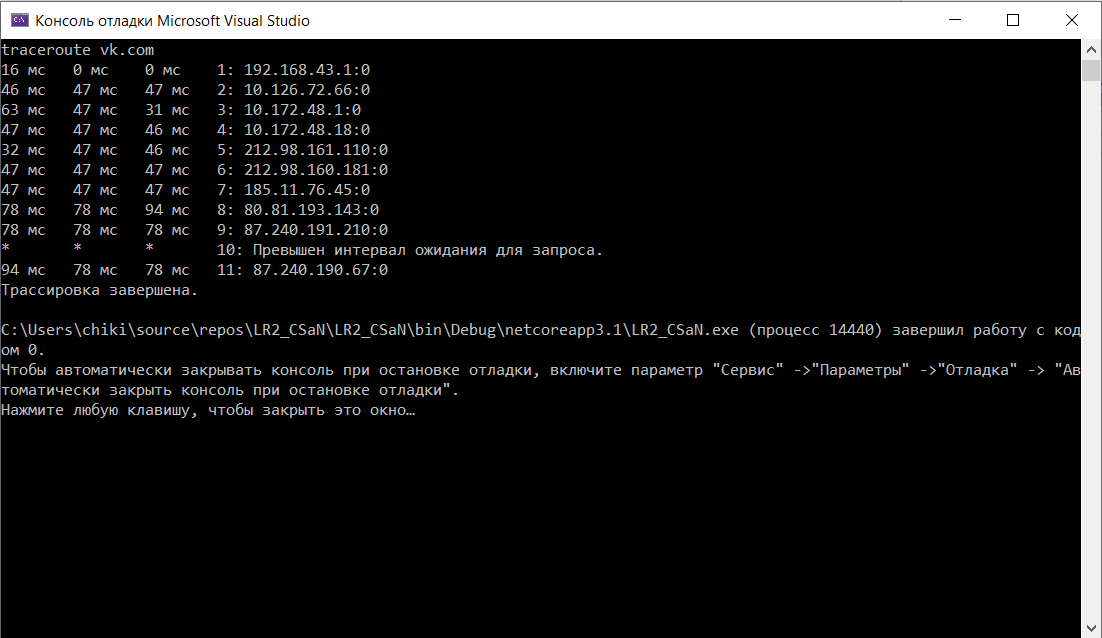 Консоль отладки Microsoft Visual Studio
traceroute vk.com
16 мс   0 мс    0 мс    1: 192.168.43.1:0
46 мс   47 мс   47 мс   2: 10.126.72.66:0
63 мс   47 мс   31 мс   3: 10.172.48.1:0
47 мс   47 мс   46 мс   4: 10.172.48.18:0
32 мс   47 мс   46 мс   5: 212.98.161.110:0
47 мс   47 мс   47 мс   6: 212.98.160.181:0
47 мс   47 мс   47 мс   7: 185.11.76.45:0
78 мс   78 мс   94 мс   8: 80.81.193.143:0
78 мс   78 мс   78 мс   9: 87.240.191.210:0
*       *       *       10: Превышен интервал ожидания для запроса.
94 мс   78 мс   78 мс   11: 87.240.190.67:0
Трассировка завершена.
C:\Users\chiki\source\repos\LR2_CSaN\LR2_CSaN\bin\Debug\netcoreapp3.1\LR2_CSaN.exe (процесс 14440) завершил работу с код
ом 0.
Чтобы автоматически закрывать консоль при остановке отладки, включите параметр "Сервис" ->"Параметры" ->"Отладка" -> "Ав
томатически закрыть консоль при остановке отладки".
Нажмите любую клавишу, чтобы закрыть это окно…